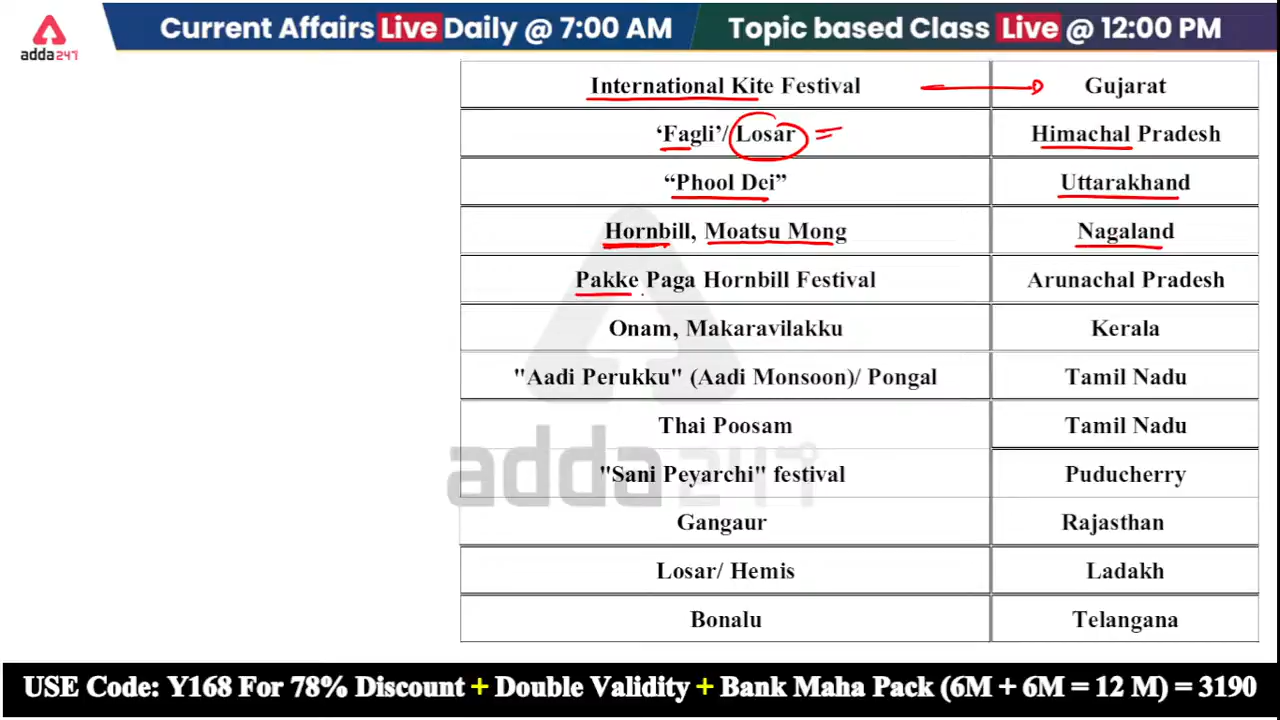 Current Affairs Live Daily @ 7:00 AM
Topic based Class Live @ 12:00 PM
adda247
International Kite Festival Gujarat
‘Fagli’/ Losar Himachal Pradesh
“Phool Dei” Uttarakhand
Hornbill, Moatsu Mong Nagaland
Pakke Paga Hornbill Festival Arunachal Pradesh
Onam, Makaravilakku Kerala
"Aadi Perukku" (Aadi Monsoon)/ Pongal Tamil Nadu
Thai Poosam Tamil Nadu
"Sani Peyarchi" festival Puducherry
Gangaur Rajasthan
Losar/ Hemis Ladakh
Bonalu Telangana
adda247
USE Code: Y168 For 78% Discount + Double Validity + Bank Maha Pack (6M + 6M = 12 M) = 3190